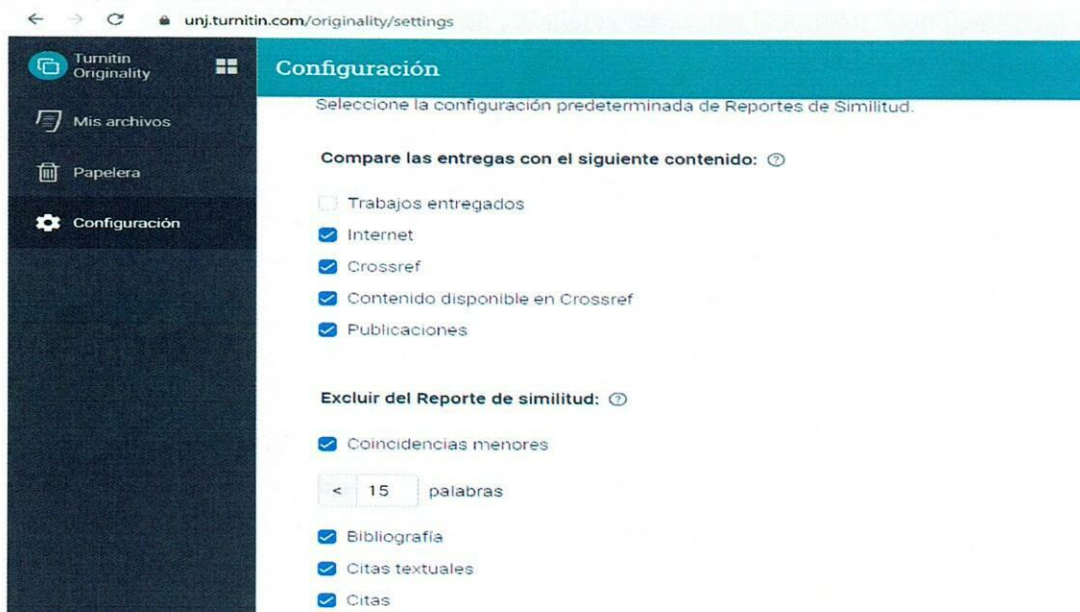 unj.turnitin.com/originality/settings
Turnitin
Originality
Configuración
Mis archivos
Papelera
Configuración
Seleccione la configuración predeterminada de Reportes de Similitud.
Compare las entregas con el siguiente contenido: ?
Trabajos entregados
Internet
Crossref
Contenido disponible en Crossref
Publicaciones
Excluir del Reporte de similitud: ?
Coincidencias menores
< 15 palabras
Bibliografía
Citas textuales
Citas